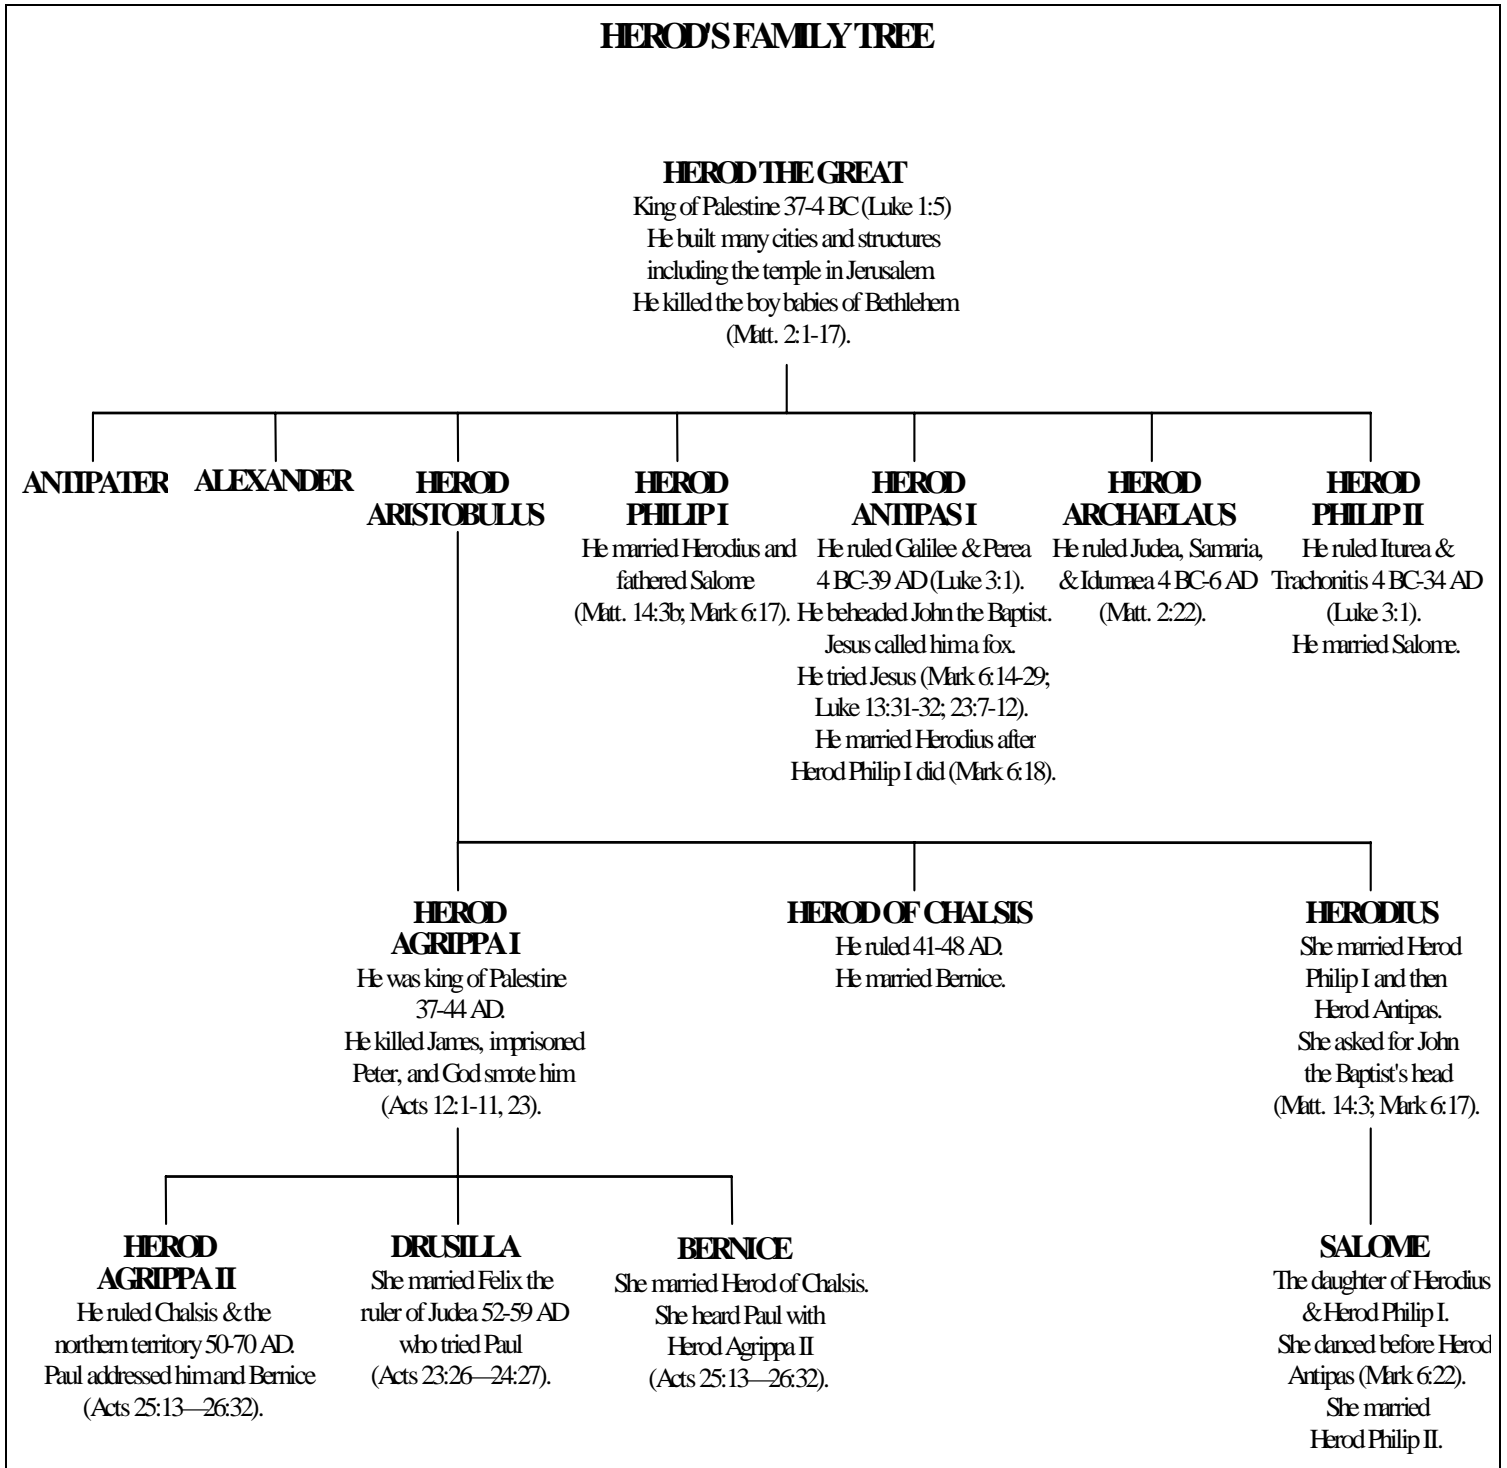 HEROD'S FAMILY TREE
HEROD THE GREAT
King of Palestine 37-4 BC (Luke 1:5)
He built many cities and structures
including the temple in Jerusalem
He killed the boy babies of Bethlehem
(Matt. 2:1-17).
ANTIPATER
ALEXANDER
HEROD
ARISTOBULUS
HEROD
PHILIP I
He married Herodius and
fathered Salome
(Matt. 14:3b; Mark 6:17).
HEROD
ANTIPAS I
He ruled Galilee & Perea
4 BC-39 AD (Luke 3:1).
He beheaded John the Baptist.
Jesus called him a fox.
He tried Jesus (Mark 6:14-29;
Luke 13:31-32; 23:7-12).
He married Herodius after
Herod Philip I did (Mark 6:18).
HEROD
ARCHAELAUS
He ruled Judea, Samaria,
& Idumaea 4 BC-6 AD
(Matt. 2:22).
HEROD
PHILIP II
He ruled Iturea &
Trachonitis 4 BC-34 AD
(Luke 3:1).
He married Salome.
HEROD
AGRIPPA I
He was king of Palestine
37-44 AD.
He killed James, imprisoned
Peter, and God smote him
(Acts 12:1-11, 23).
HEROD OF CHALSIS
He ruled 41-48 AD.
He married Bernice.
HERODIUS
She married Herod
Philip I and then
Herod Antipas.
She asked for John
the Baptist's head
(Matt. 14:3; Mark 6:17).
HEROD
AGRIPPA II
He ruled Chalsis & the
northern territory 50-70 AD.
Paul addressed him and Bernice
(Acts 25:13—26:32).
DRUSILLA
She married Felix the
ruler of Judea 52-59 AD
who tried Paul
(Acts 23:26—24:27).
BERNICE
She married Herod of Chalsis.
She heard Paul with
Herod Agrippa II
(Acts 25:13—26:32).
SALOME
The daughter of Herodius
& Herod Philip I.
She danced before Herod
Antipas (Mark 6:22).
She married
Herod Philip II.